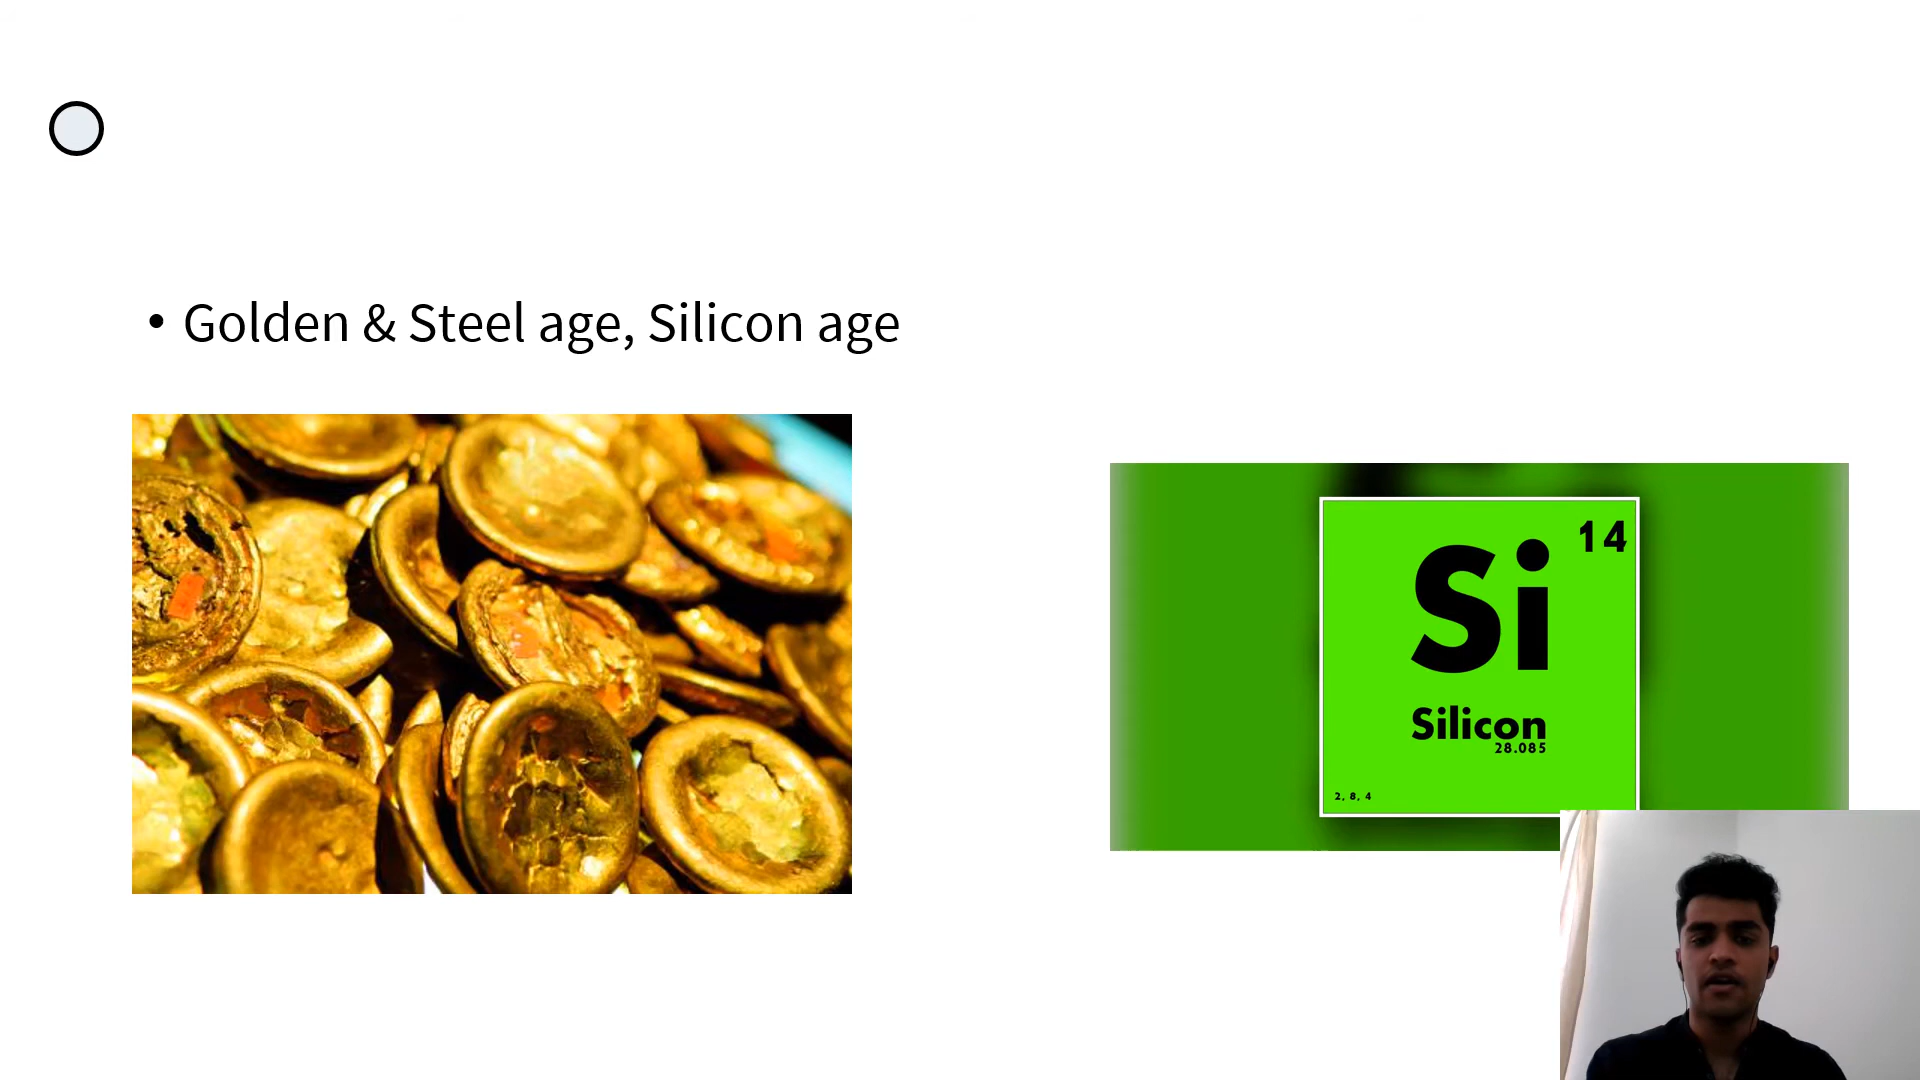 • Golden & Steel age, Silicon age
14
Si
Silicon
28.085
2, 8, 4